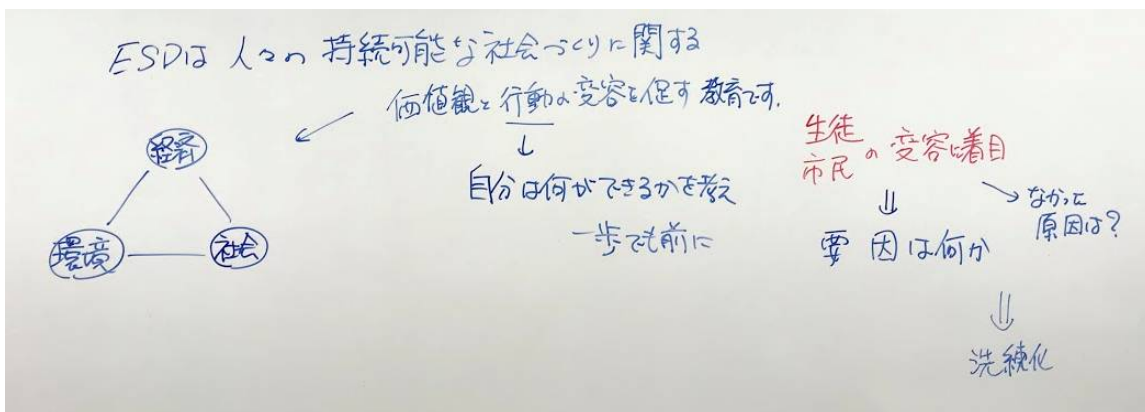 ESDは人々の持続可能な社会づくりに関する
価値観と行動の変容を促す教育です.
↓
自分は何ができるかを考え
一歩でも前に
経済
環境
社会
生徒
市民
の変容に着目
⇓
要因は何か
→なかった
原因は?
⇓
洗練化